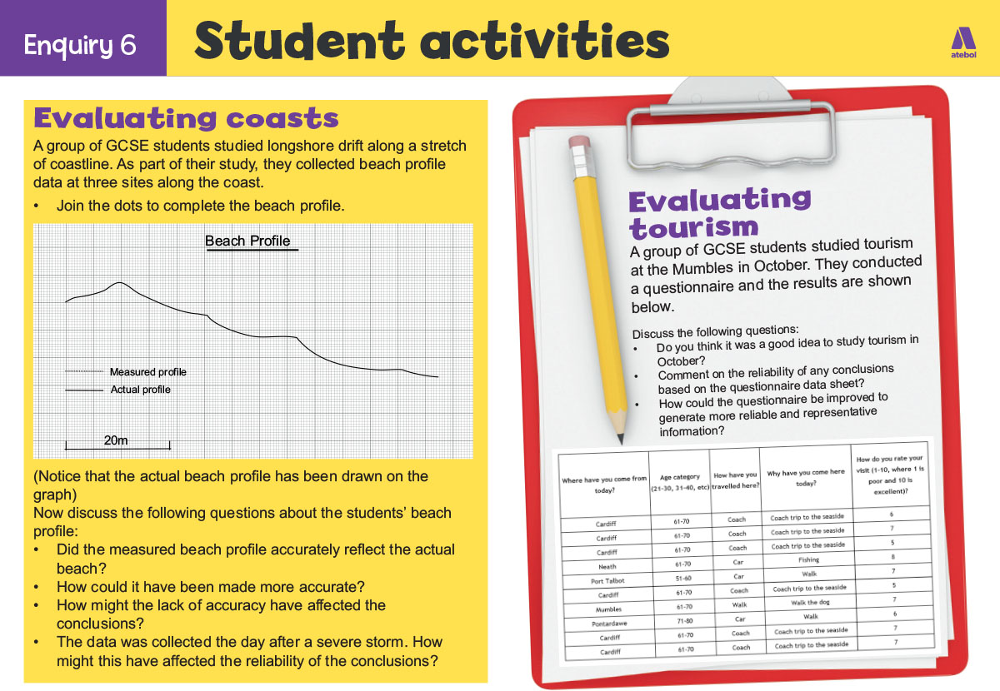 Enquiry 6
Student activities
atebol
Evaluating coasts
A group of GCSE students studied longshore drift along a stretch
of coastline. As part of their study, they collected beach profile
data at three sites along the coast.
• Join the dots to complete the beach profile.
Beach Profile
Measured profile
Actual profile
20m
(Notice that the actual beach profile has been drawn on the
graph)
Now discuss the following questions about the students’ beach
profile:
• Did the measured beach profile accurately reflect the actual
beach?
• How could it have been made more accurate?
• How might the lack of accuracy have affected the
conclusions?
• The data was collected the day after a severe storm. How
might this have affected the reliability of the conclusions?
Evaluating
tourism
A group of GCSE students studied tourism
at the Mumbles in October. They conducted
a questionnaire and the results are shown
below.
Discuss the following questions:
• Do you think it was a good idea to study tourism in
October?
• Comment on the reliability of any conclusions
based on the questionnaire data sheet?
• How could the questionnaire be improved to
generate more reliable and representative
information?
Where have you come from
today?
Age category
(21-30, 31-40, etc)
How have you
travelled here?
Why have you come here
today?
How do you rate your
visit (1-10, where 1 is
poor and 10 is
excellent)?
Cardiff 61-70 Coach Coach trip to the seaside 6
Cardiff 61-70 Coach Coach trip to the seaside 7
Cardiff 61-70 Coach Coach trip to the seaside 5
Neath 61-70 Car Fishing 8
Port Talbot 51-60 Car Walk 7
Cardiff 61-70 Coach Coach trip to the seaside 5
Mumbles 61-70 Walk Walk the dog 7
Pontardawe 71-80 Car Walk 6
Cardiff 61-70 Coach Coach trip to the seaside 7
Cardiff 61-70 Coach Coach trip to the seaside 7